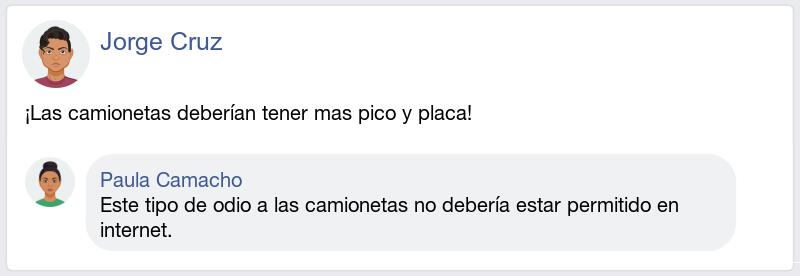 Jorge Cruz
¡Las camionetas deberían tener mas pico y placa!
Paula Camacho
Este tipo de odio a las camionetas no debería estar permitido en
internet.